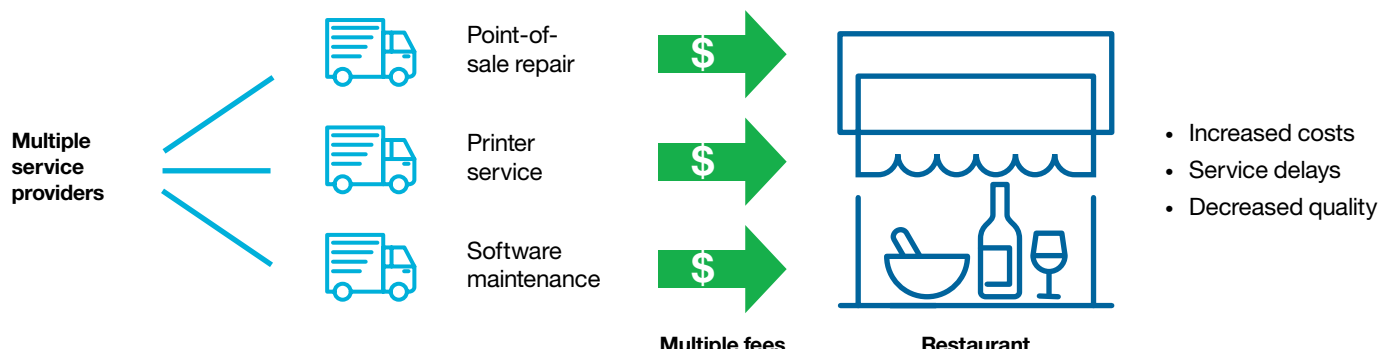 Multiple
service
providers
Point-of-
sale repair
$
Printer
service
$
Software
maintenance
$
• Increased costs
• Service delays
• Decreased quality
Multiple fees
Restaurant